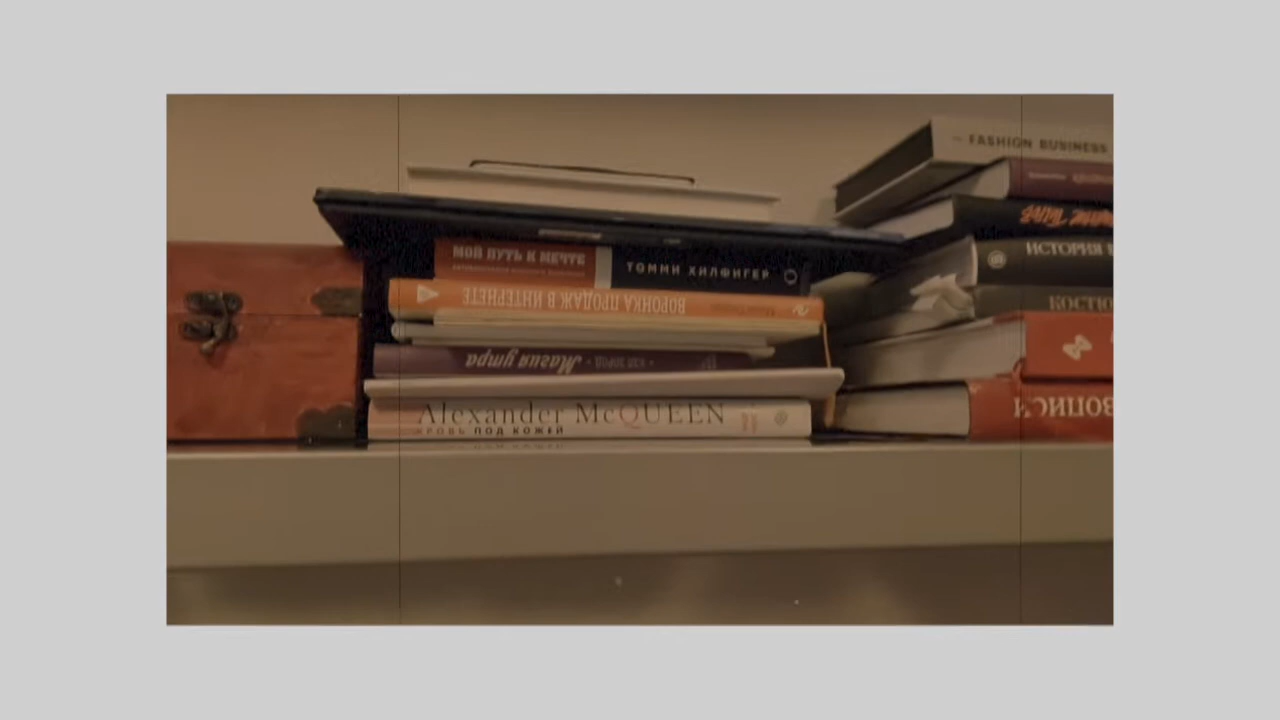 МОЙ ПУТЬ К МЕЧТЕ
ТОММИ ХИЛФИГЕР
ВОРОНКА ПРОДАЖ В ИНТЕРНЕТЕ
Магия утра
Alexander McQUEEN
КРОВЬ ПОД КОЖЕЙ
FASHION BUSINESS
ИСТОРИЯ
КОСТЮ
ВОПИСИ